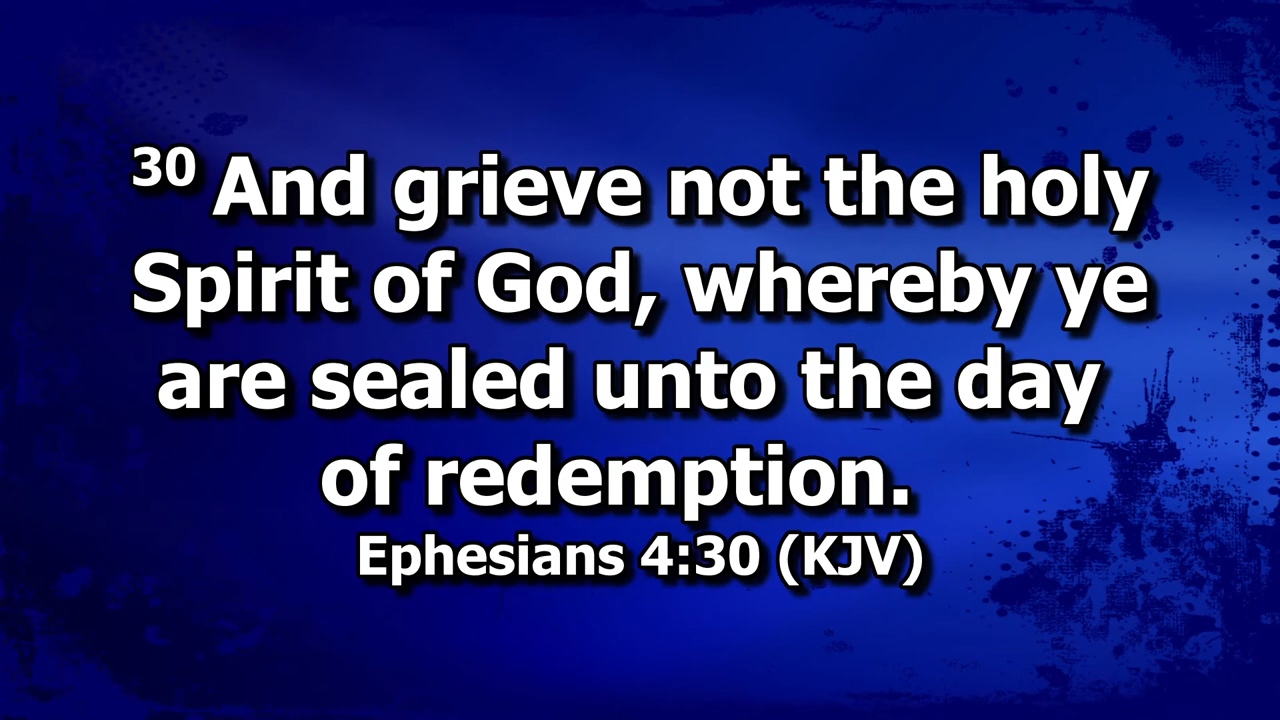 30 And grieve not the holy
Spirit of God, whereby ye
are sealed unto the day
of redemption.
Ephesians 4:30 (KJV)